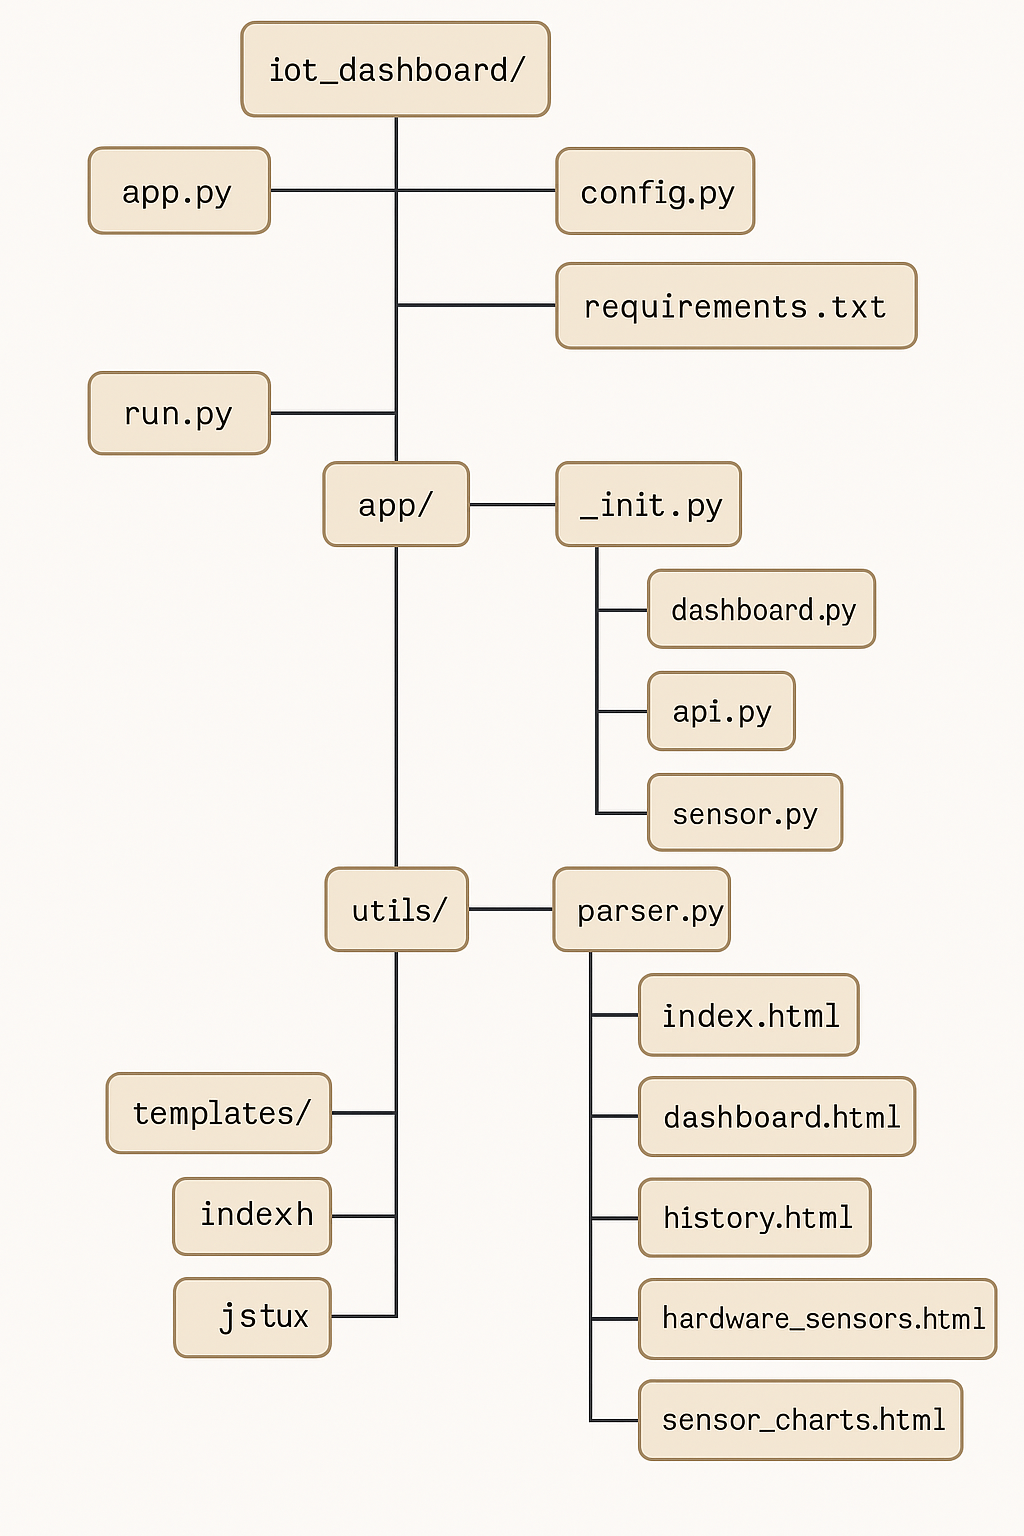 iot_dashboard/
app.py
config.py
requirements.txt
run.py
app/
_init.py
dashboard.py
api.py
sensor.py
utils/
parser.py
index.html
dashboard.html
templates/
history.html
indexh
hardware_sensors.html
jstux
sensor_charts.html